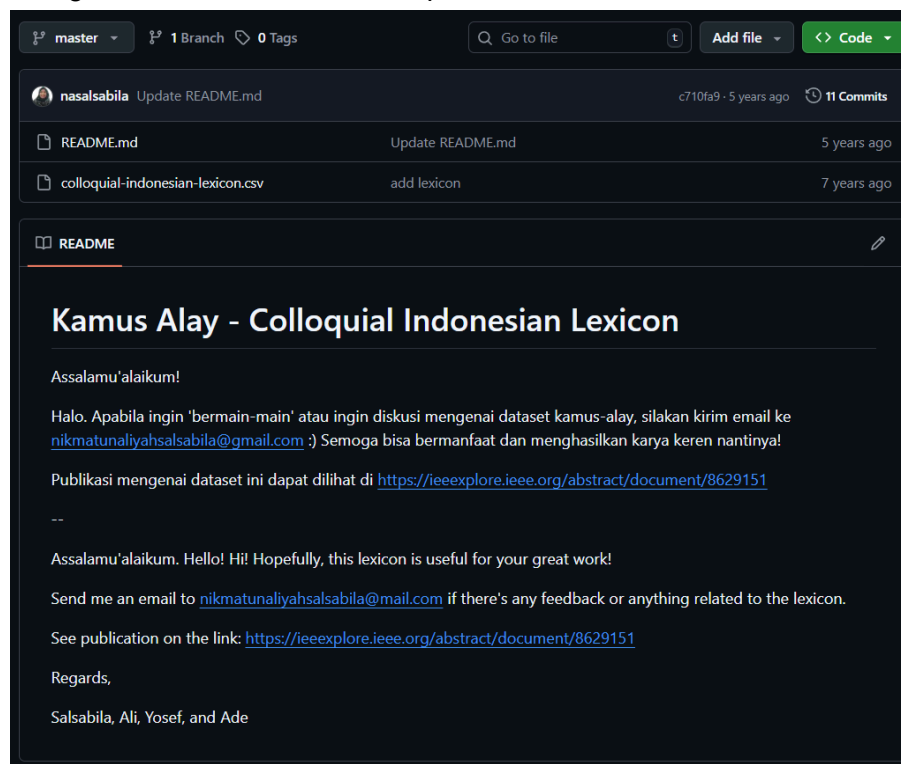 master 1 Branch 0 Tags Go to file t Add file Code
nasalsabila Update README.md c710fa9 · 5 years ago 11 Commits
README.md Update README.md 5 years ago
colloquial-indonesian-lexicon.csv add lexicon 7 years ago
README
Kamus Alay - Colloquial Indonesian Lexicon
Assalamu'alaikum!
Halo. Apabila ingin 'bermain-main' atau ingin diskusi mengenai dataset kamus-alay, silakan kirim email ke
nikmatunaliyahsalsabila@gmail.com :) Semoga bisa bermanfaat dan menghasilkan karya keren nantinya!
Publikasi mengenai dataset ini dapat dilihat di https://ieeexplore.ieee.org/abstract/document/8629151
--
Assalamu'alaikum. Hello! Hi! Hopefully, this lexicon is useful for your great work!
Send me an email to nikmatunaliyahsalsabila@mail.com if there's any feedback or anything related to the lexicon.
See publication on the link: https://ieeexplore.ieee.org/abstract/document/8629151
Regards,
Salsabila, Ali, Yosef, and Ade